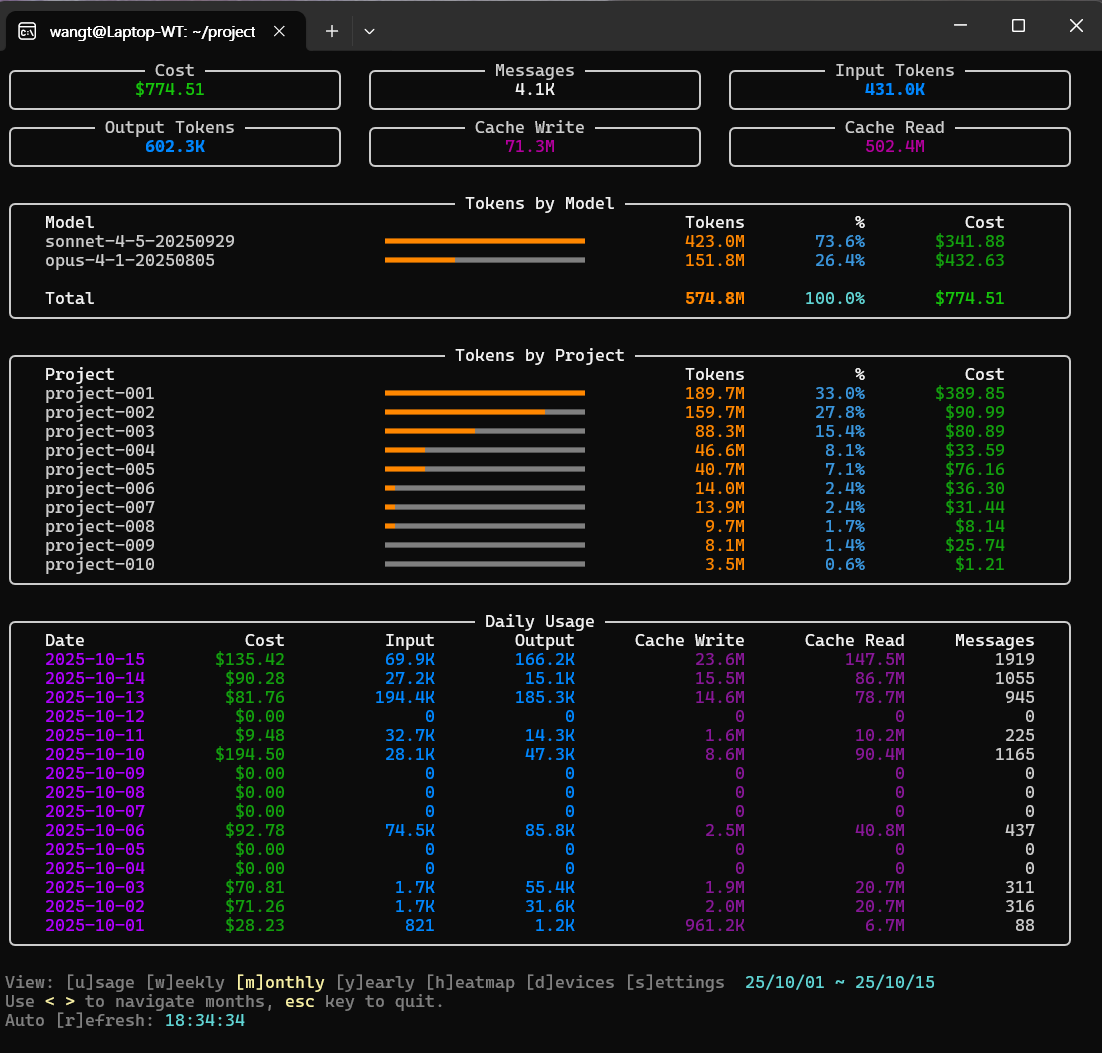 wangt@Laptop-WT: ~/project
Cost Messages Input Tokens
$774.51 4.1K 431.0K
Output Tokens Cache Write Cache Read
602.3K 71.3M 502.4M
Tokens by Model
Model Tokens % Cost
sonnet-4-5-20250929 423.0M 73.6% $341.88
opus-4-1-20250805 151.8M 26.4% $432.63
Total 574.8M 100.0% $774.51
Tokens by Project
Project Tokens % Cost
project-001 189.7M 33.0% $389.85
project-002 159.7M 27.8% $90.99
project-003 88.3M 15.4% $80.89
project-004 46.6M 8.1% $33.59
project-005 40.7M 7.1% $76.16
project-006 14.0M 2.4% $36.30
project-007 13.9M 2.4% $31.44
project-008 9.7M 1.7% $8.14
project-009 8.1M 1.4% $25.74
project-010 3.5M 0.6% $1.21
Daily Usage
Date Cost Input Output Cache Write Cache Read Messages
2025-10-15 $135.42 69.9K 166.2K 23.6M 147.5M 1919
2025-10-14 $90.28 27.2K 15.1K 15.5M 86.7M 1055
2025-10-13 $81.76 194.4K 185.3K 14.6M 78.7M 945
2025-10-12 $0.00 0 0 0 0 0
2025-10-11 $9.48 32.7K 14.3K 1.6M 10.2M 225
2025-10-10 $194.50 28.1K 47.3K 8.6M 90.4M 1165
2025-10-09 $0.00 0 0 0 0 0
2025-10-08 $0.00 0 0 0 0 0
2025-10-07 $0.00 0 0 0 0 0
2025-10-06 $92.78 74.5K 85.8K 2.5M 40.8M 437
2025-10-05 $0.00 0 0 0 0 0
2025-10-04 $0.00 0 0 0 0 0
2025-10-03 $70.81 1.7K 55.4K 1.9M 20.7M 311
2025-10-02 $71.26 1.7K 31.6K 2.0M 20.7M 316
2025-10-01 $28.23 821 1.2K 961.2K 6.7M 88
View: [u]sage [w]eekly [m]onthly [y]early [h]eatmap [d]evices [s]ettings 25/10/01 ~ 25/10/15
Use < > to navigate months, esc key to quit.
Auto [r]efresh: 18:34:34